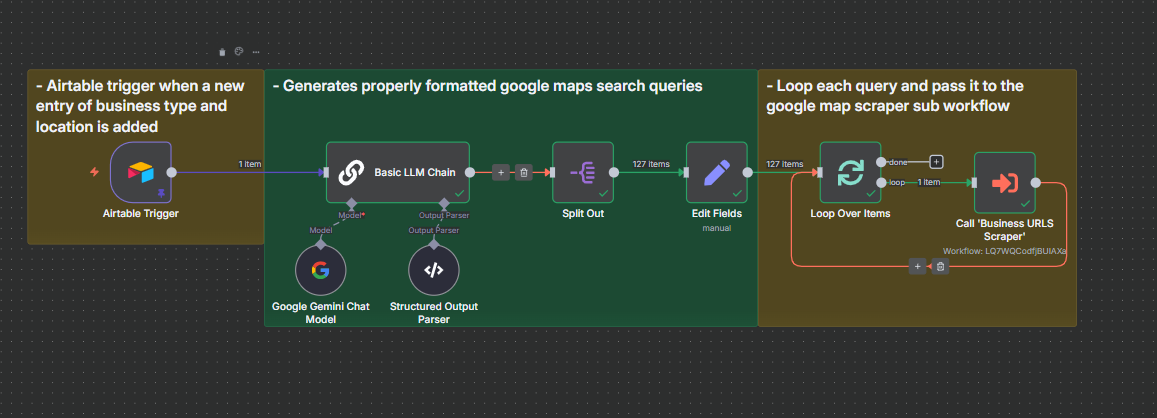 - Airtable trigger when a new
entry of business type and
location is added
- Generates properly formatted google maps search queries
- Loop each query and pass it to the
google map scraper sub workflow
1 item
Basic LLM Chain
127 items
127 items
done
loop
1 item
Airtable Trigger
Model*
Output Parser
Split Out
Edit Fields
manual
Loop Over Items
Call 'Business URLS
Scraper'
Workflow: LQ7WQCodfjBUIAXa
Model
Output Parser
Google Gemini Chat
Model
Structured Output
Parser